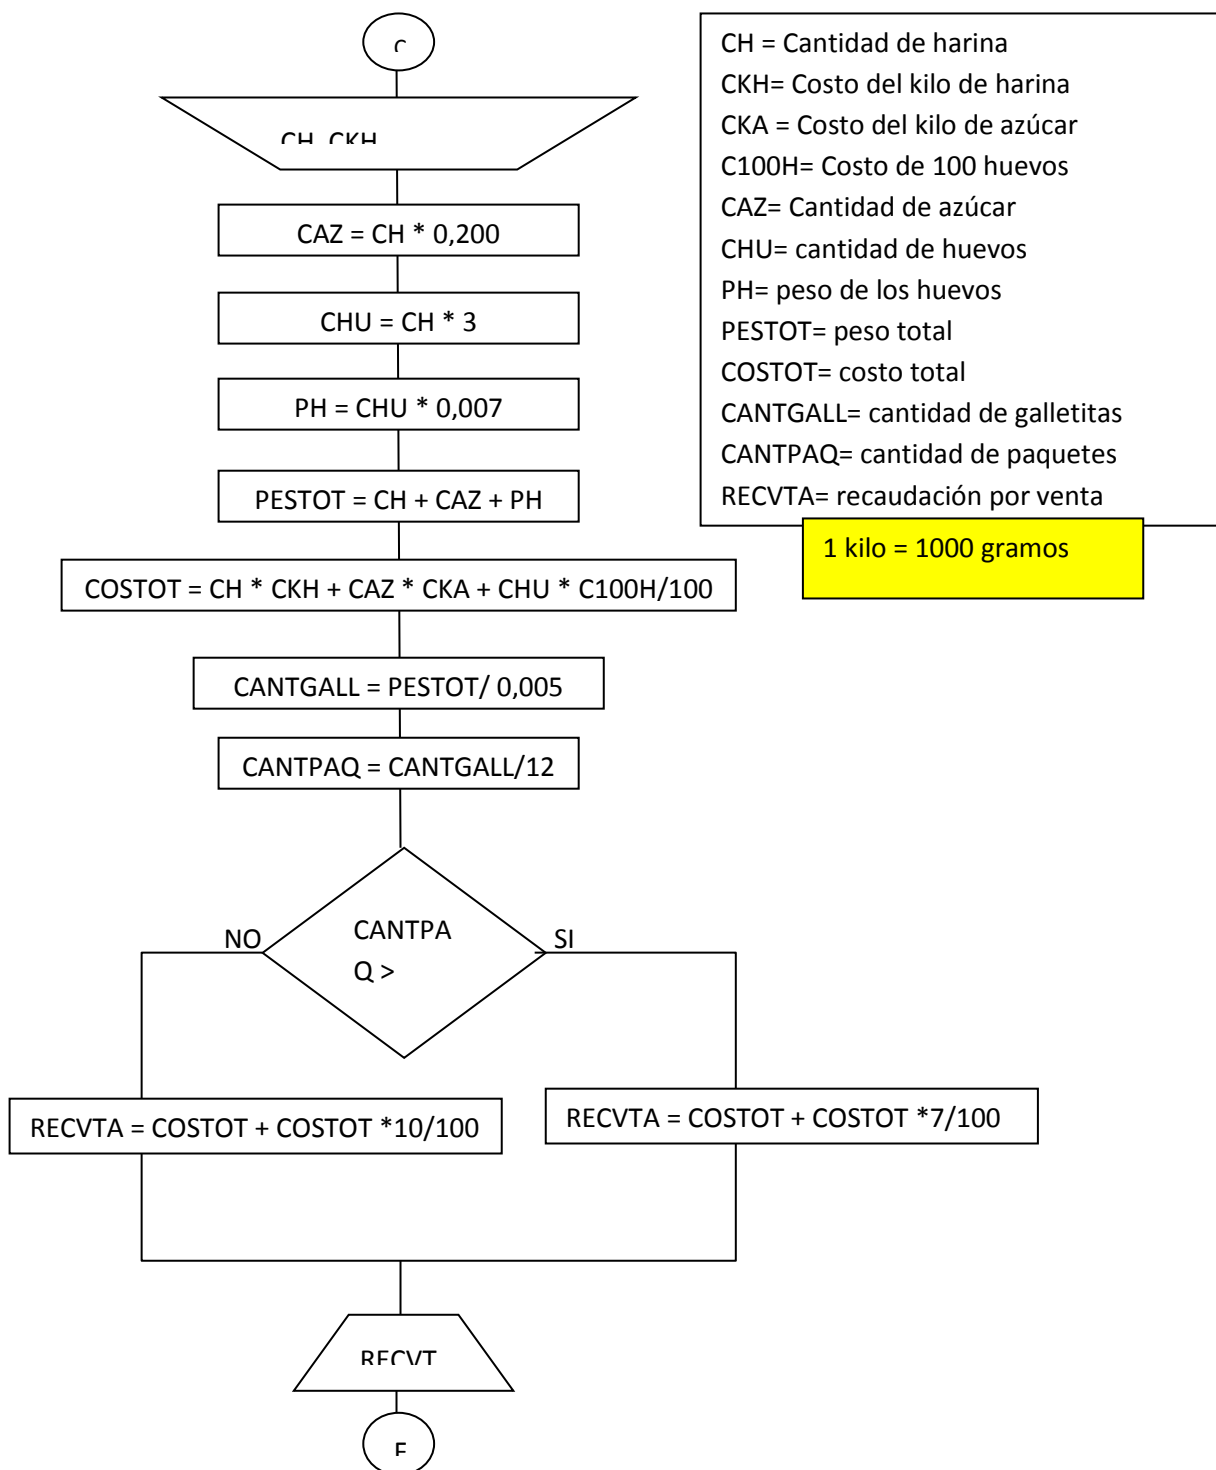 C
CH, CKH
CAZ = CH * 0,200
CHU = CH * 3
PH = CHU * 0,007
PESTOT = CH + CAZ + PH
COSTOT = CH * CKH + CAZ * CKA + CHU * C100H/100
CANTGALL = PESTOT/ 0,005
CANTPAQ = CANTGALL/12
CANTPA
Q >
NO
SI
RECVTA = COSTOT + COSTOT *10/100
RECVTA = COSTOT + COSTOT *7/100
RECVT
CH = Cantidad de harina
CKH= Costo del kilo de harina
CKA = Costo del kilo de azúcar
C100H= Costo de 100 huevos
CAZ= Cantidad de azúcar
CHU= cantidad de huevos
PH= peso de los huevos
PESTOT= peso total
COSTOT= costo total
CANTGALL= cantidad de galletitas
CANTPAQ= cantidad de paquetes
RECVTA= recaudación por venta
1 kilo = 1000 gramos